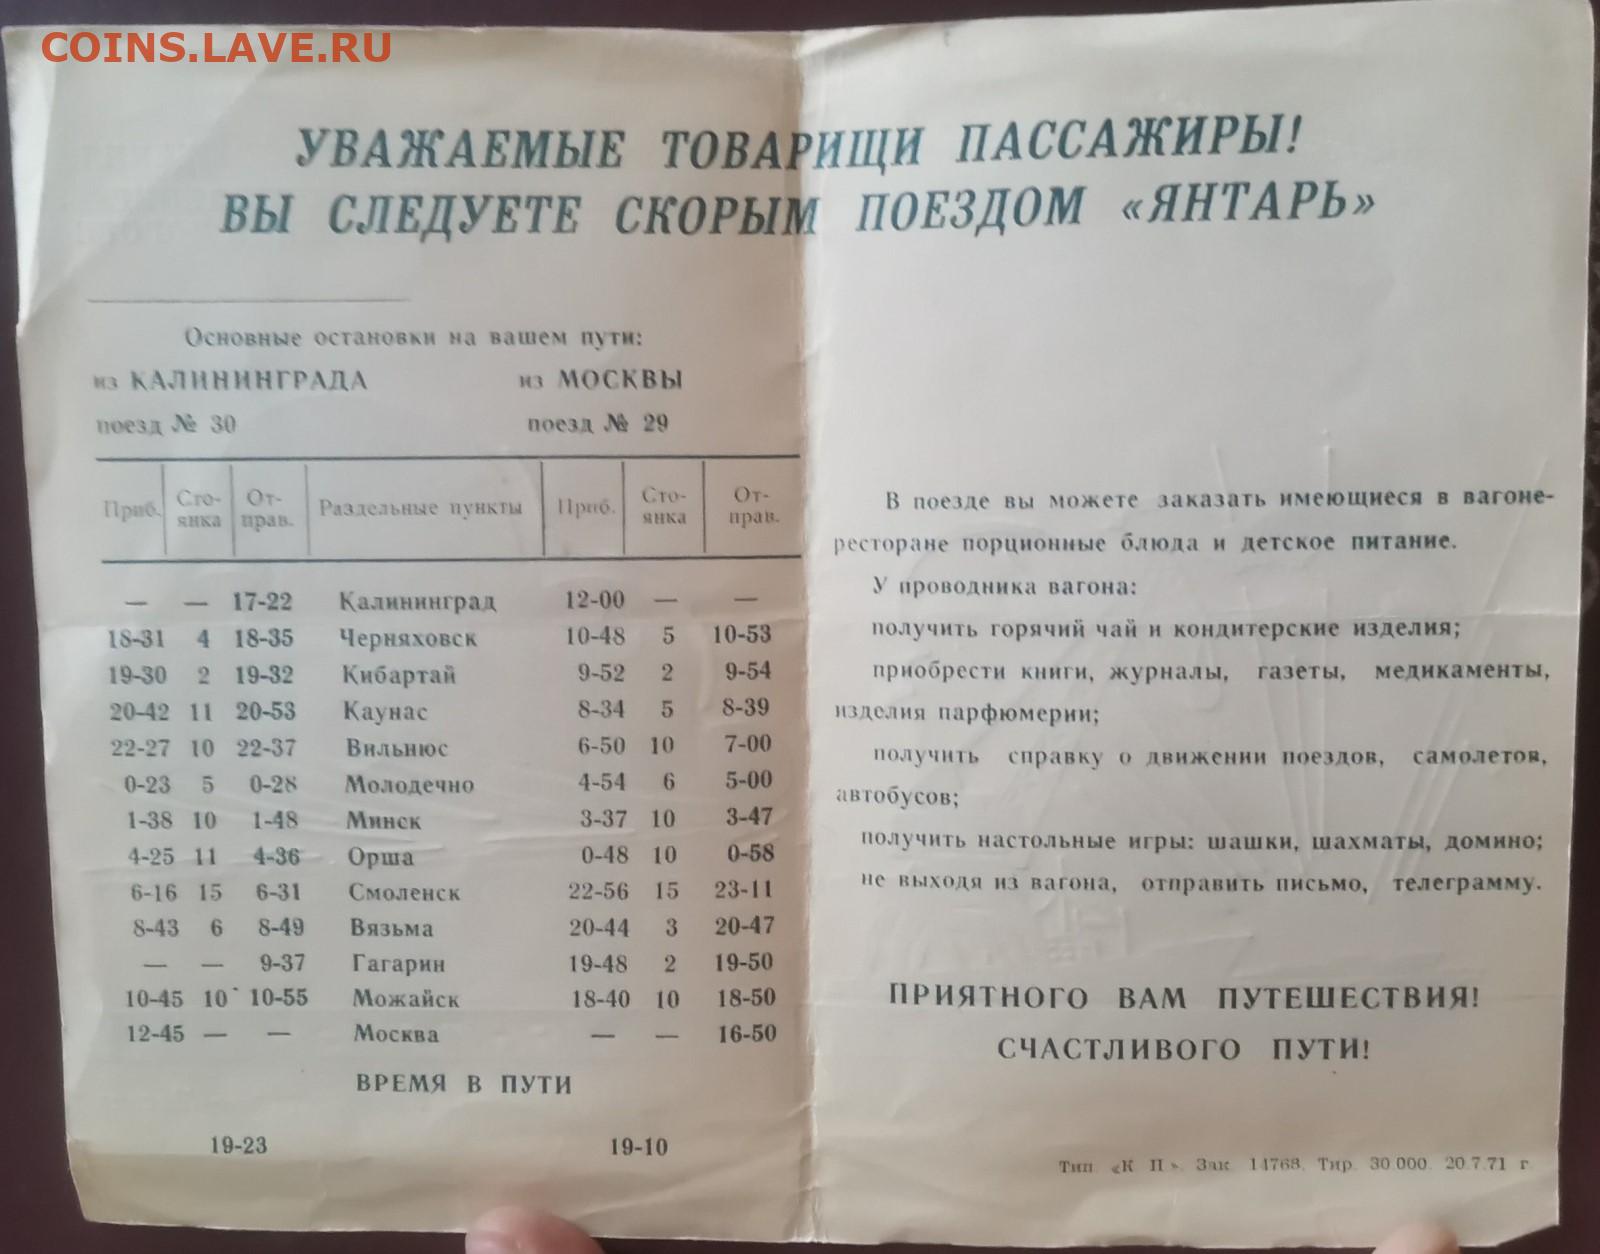 COINS.LAVE.RU
УВАЖАЕМЫЕ ТОВАРИЩИ ПАССАЖИРЫ!
ВЫ СЛЕДУЕТЕ СКОРЫМ ПОЕЗДОМ «ЯНТАРЬ»
Основные остановки на вашем пути:
из КАЛИНИНГРАДА из МОСКВЫ
поезд № 30 поезд № 29
Приб. Сто- От- Раздельные пункты Приб. Сто- От-
янка прав. янка прав.
— — 17-22 Калининград 12-00 — —
18-31 4 18-35 Черняховск 10-48 5 10-53
19-30 2 19-32 Кибартай 9-52 2 9-54
20-42 11 20-53 Каунас 8-34 5 8-39
22-27 10 22-37 Вильнюс 6-50 10 7-00
0-23 5 0-28 Молодечно 4-54 6 5-00
1-38 10 1-48 Минск 3-37 10 3-47
4-25 11 4-36 Орша 0-48 10 0-58
6-16 15 6-31 Смоленск 22-56 15 23-11
8-43 6 8-49 Вязьма 20-44 3 20-47
— — 9-37 Гагарин 19-48 2 19-50
10-45 10 10-55 Можайск 18-40 10 18-50
12-45 — — Москва — — 16-50
ВРЕМЯ В ПУТИ
19-23 19-10
В поезде вы можете заказать имеющиеся в вагоне-
ресторане порционные блюда и детское питание.
У проводника вагона:
получить горячий чай и кондитерские изделия;
приобрести книги, журналы, газеты, медикаменты,
изделия парфюмерии;
получить справку о движении поездов, самолетов,
автобусов;
получить настольные игры: шашки, шахматы, домино;
не выходя из вагона, отправить письмо, телеграмму.
ПРИЯТНОГО ВАМ ПУТЕШЕСТВИЯ!
СЧАСТЛИВОГО ПУТИ!
Тип «К П». Зак. 14768. Тир. 30.000. 20.7.71 г.